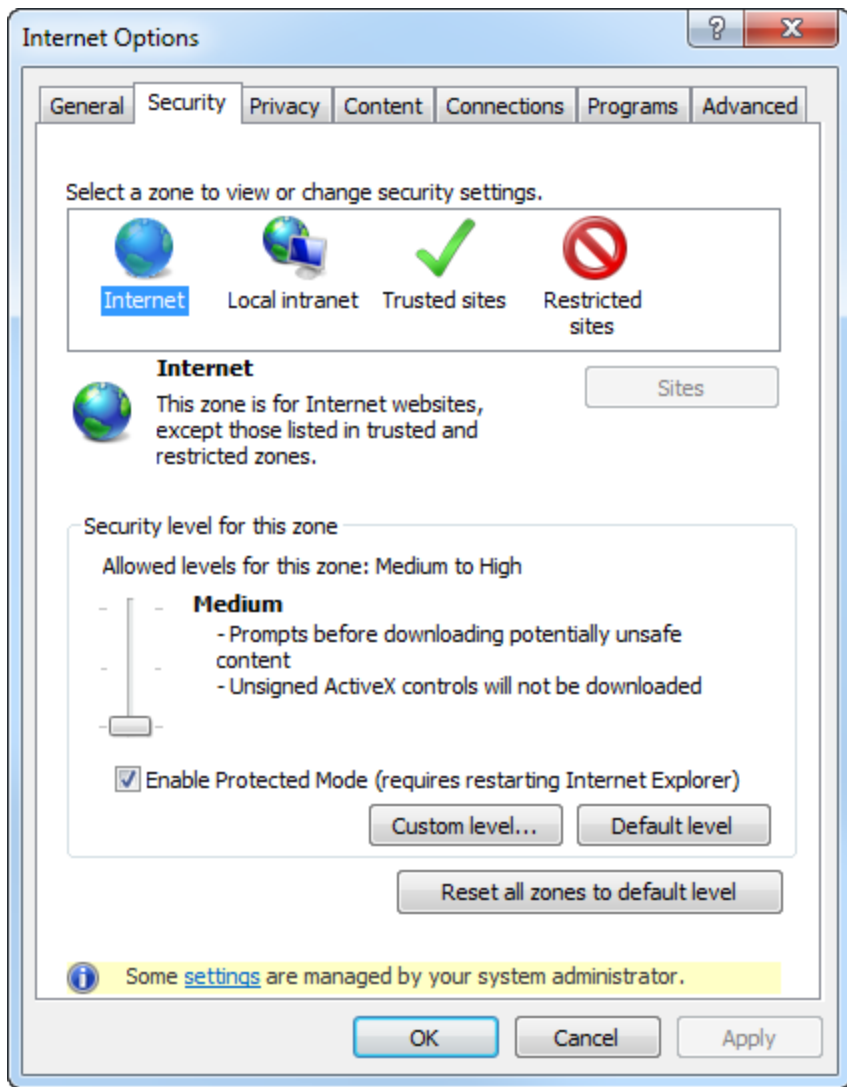 Internet Options
General Security Privacy Content Connections Programs Advanced
Select a zone to view or change security settings.
Internet Local intranet Trusted sites Restricted
sites
Internet
Sites
This zone is for Internet websites,
except those listed in trusted and
restricted zones.
Security level for this zone
Allowed levels for this zone: Medium to High
Medium
- Prompts before downloading potentially unsafe
content
- Unsigned ActiveX controls will not be downloaded
Enable Protected Mode (requires restarting Internet Explorer)
Custom level... Default level
Reset all zones to default level
Some settings are managed by your system administrator.
OK Cancel Apply